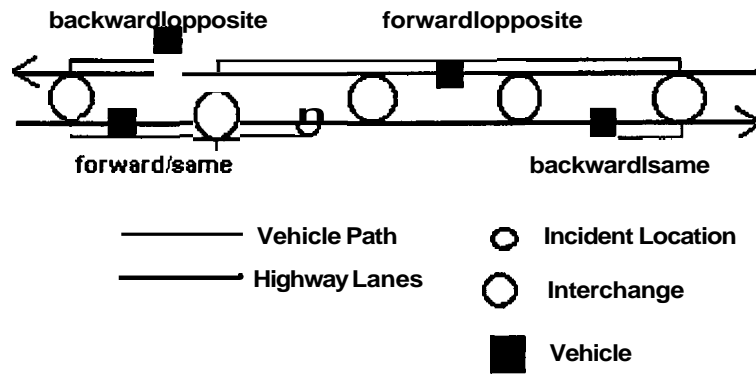 backwardlopposite forwardlopposite
forward/same backwardlsame
Vehicle Path Incident Location
Highway Lanes Interchange
Vehicle